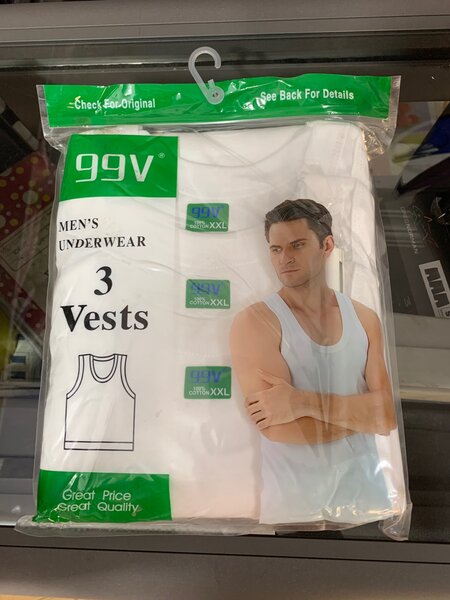 Check For Original
See Back For Details
99V®
MEN'S
UNDERWEAR
3
Vests
99V
100%
COTTON XXL
99V
100%
COTTON XXL
99V
100%
COTTON XXL
Great Price
Great Quality